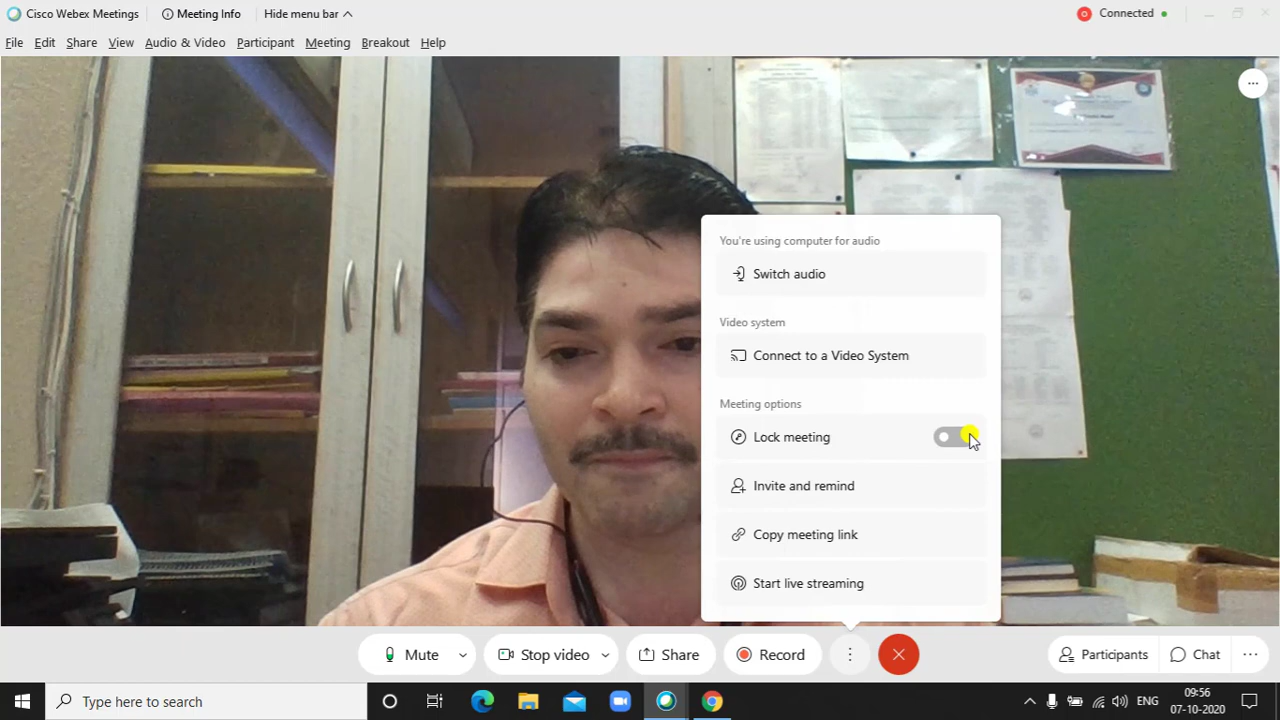 Cisco Webex Meetings Meeting Info Hide menu bar Connected
File Edit Share View Audio & Video Participant Meeting Breakout Help
You're using computer for audio
Switch audio
Video system
Connect to a Video System
Meeting options
Lock meeting
Invite and remind
Copy meeting link
Start live streaming
Mute Stop video Share Record Participants Chat
Type here to search ENG 09:56
07-10-2020